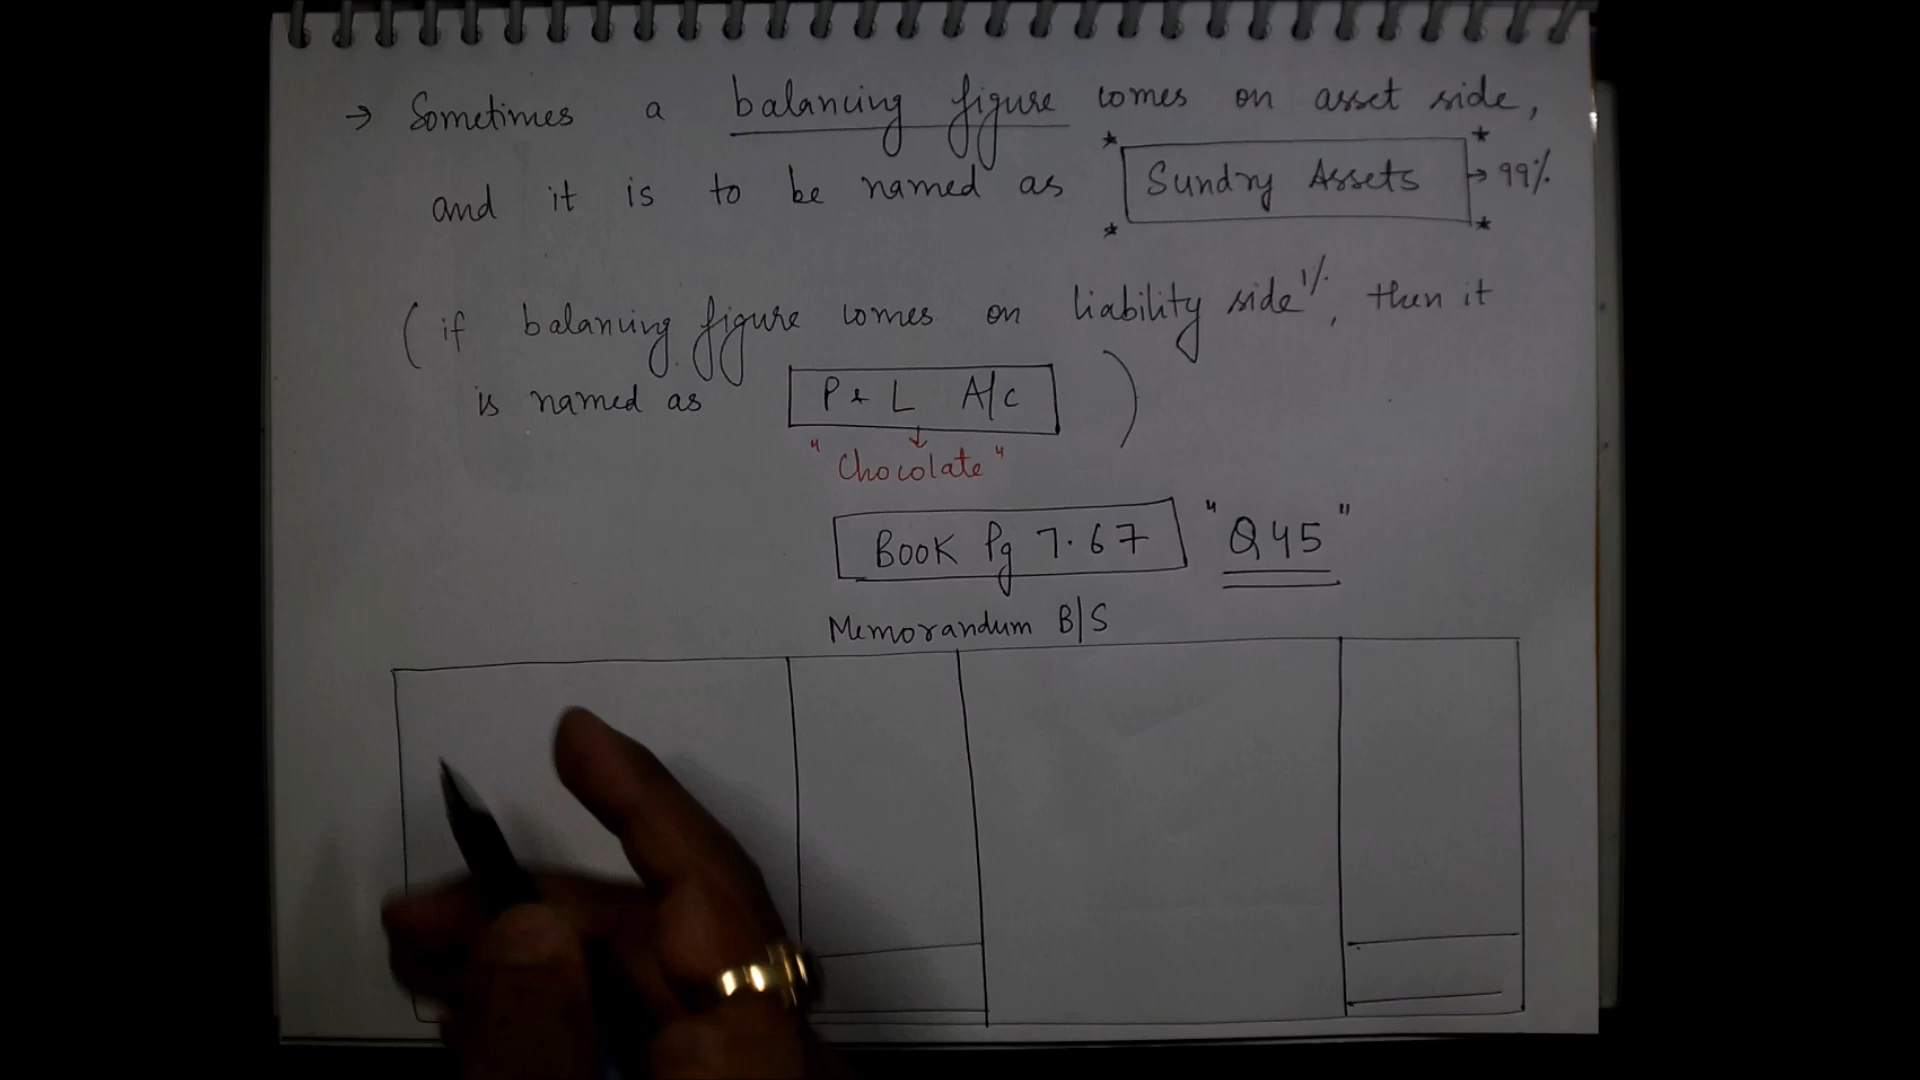 → Sometimes a balancing figure comes on asset side,
and it is to be named as Sundry Assets → 99%
(if balancing figure comes on liability side 1%, then it
is named as P & L A/c )
"Chocolate"
BOOK Pg 7.67 "Q45"
Memorandum B/S